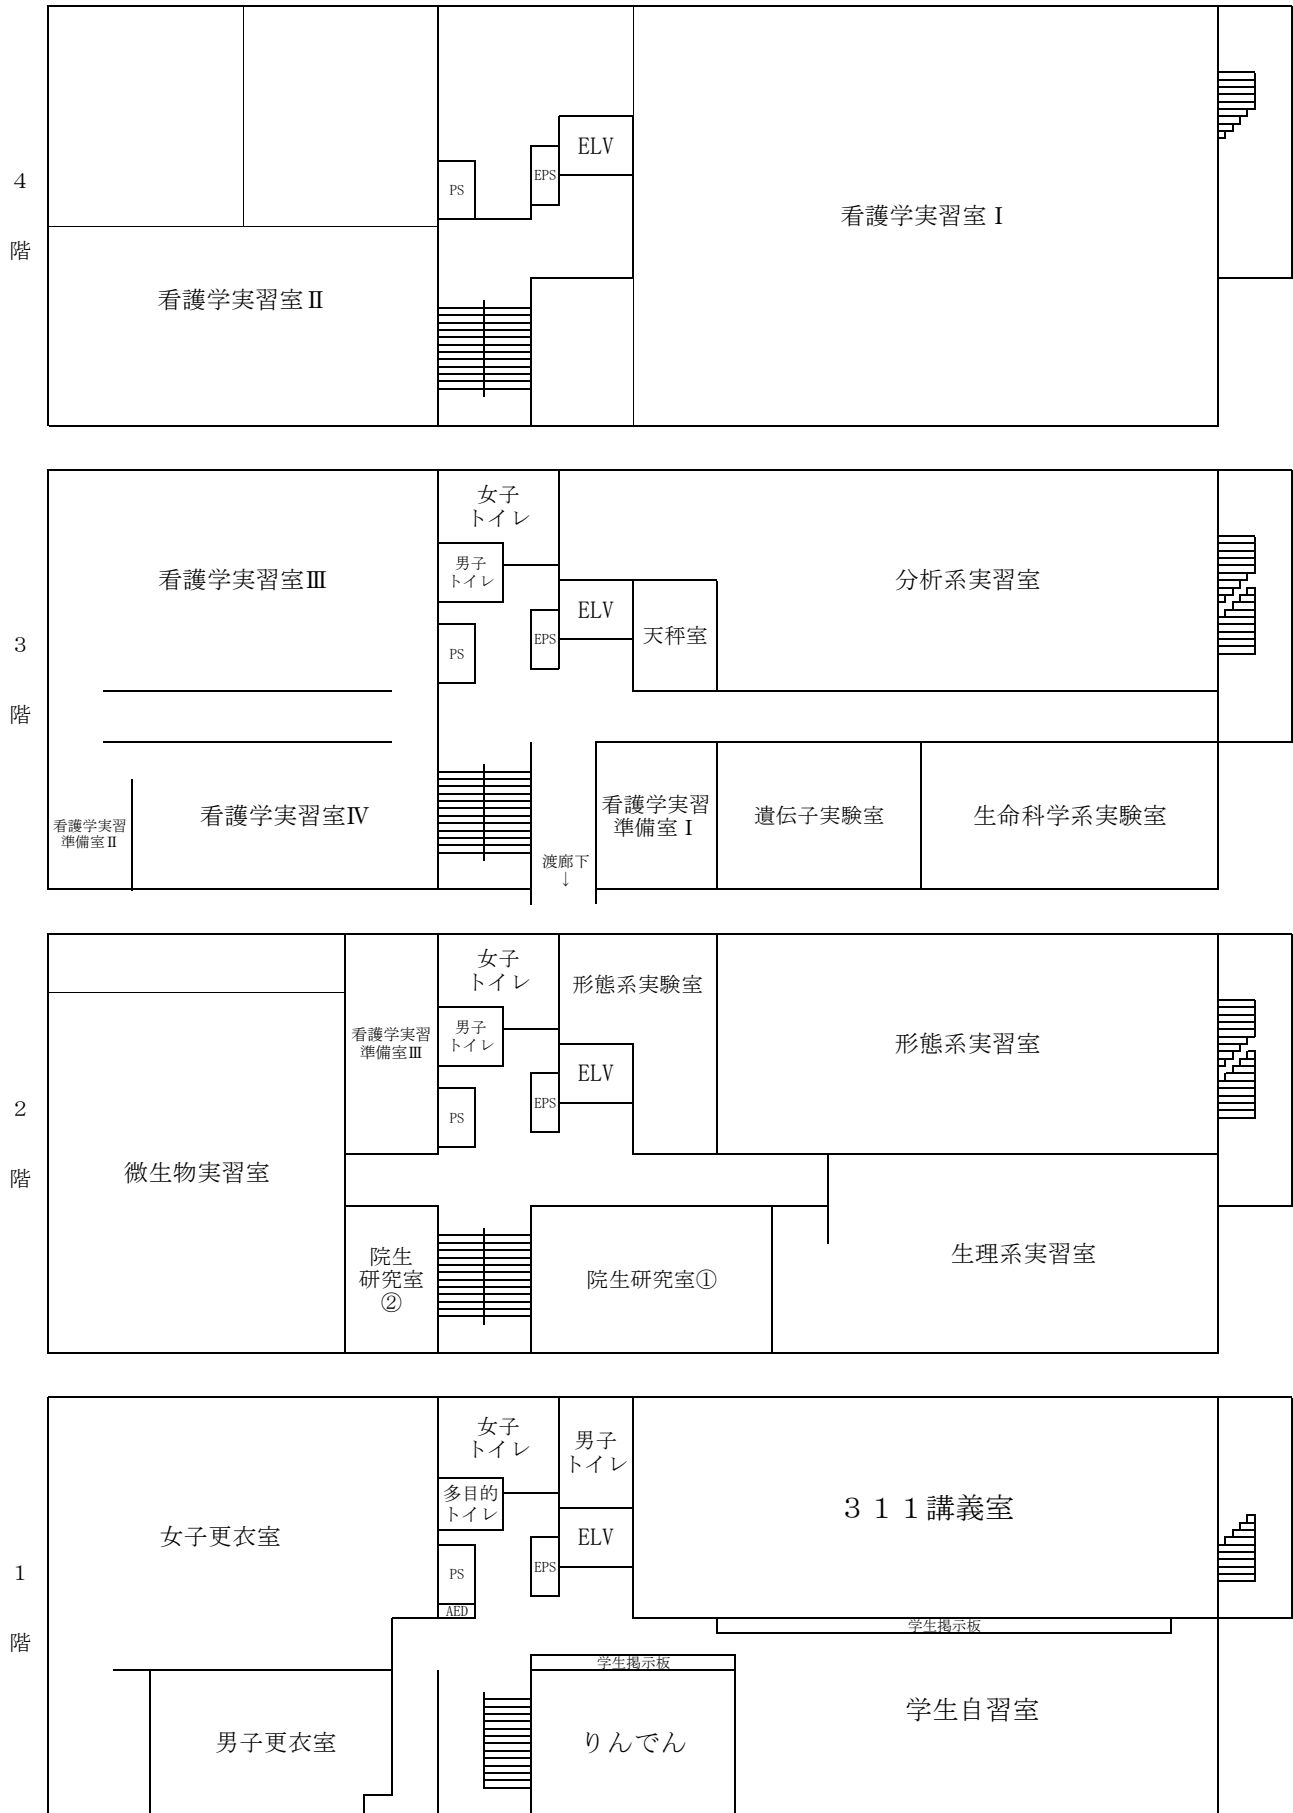 4
階
ELV
EPS
PS
看護学実習室Ⅰ
看護学実習室Ⅱ
3
階
女子
トイレ
男子
トイレ
看護学実習室Ⅲ
ELV
EPS
PS
天秤室
分析系実習室
看護学実習
準備室Ⅱ
看護学実習室Ⅳ
渡廊下
↓
看護学実習
準備室Ⅰ
遺伝子実験室
生命科学系実験室
2
階
女子
トイレ
形態系実験室
看護学実習
準備室Ⅲ
男子
トイレ
形態系実習室
ELV
EPS
PS
微生物実習室
院生
研究室
②
院生研究室①
生理系実習室
1
階
女子
トイレ
男子
トイレ
多目的
トイレ
３１１講義室
女子更衣室
ELV
EPS
PS
AED
学生掲示板
学生掲示板
学生自習室
男子更衣室
りんでん